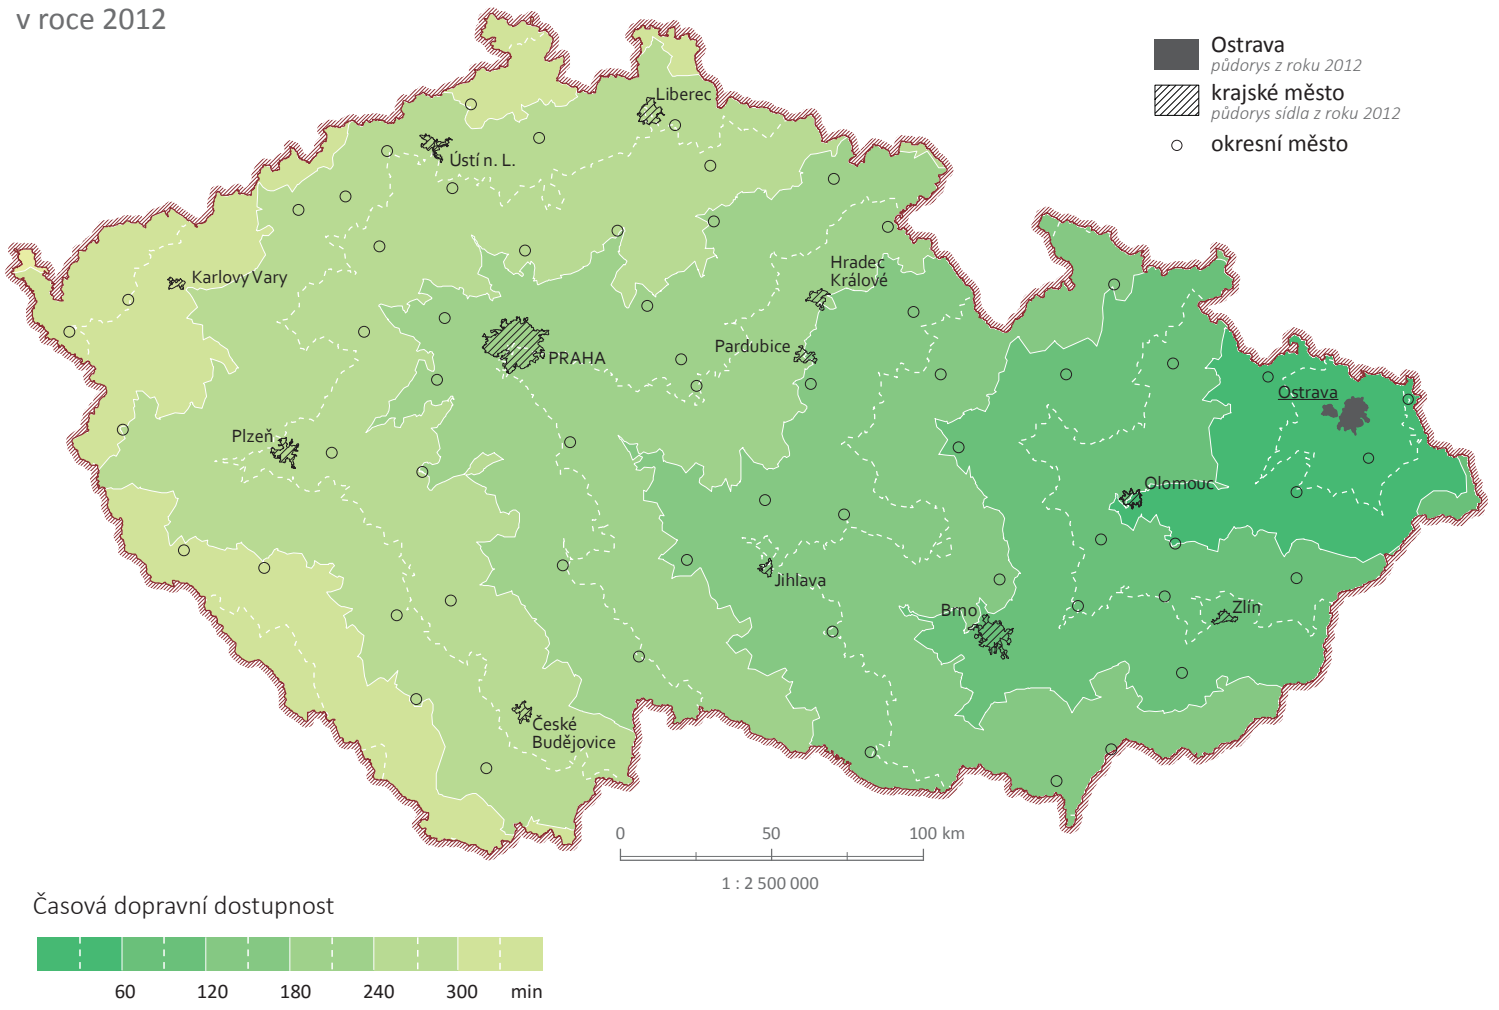 v roce 2012
Ostrava
půdorys z roku 2012
krajské město
půdorys sídla z roku 2012
okresní město
Liberec
Ústí n. L.
Karlovy Vary
Hradec
Králové
PRAHA
Pardubice
Ostrava
Plzeň
Olomouc
Jihlava
Brno
Zlín
České
Budějovice
0 50 100 km
1 : 2 500 000
Časová dopravní dostupnost
60 120 180 240 300 min